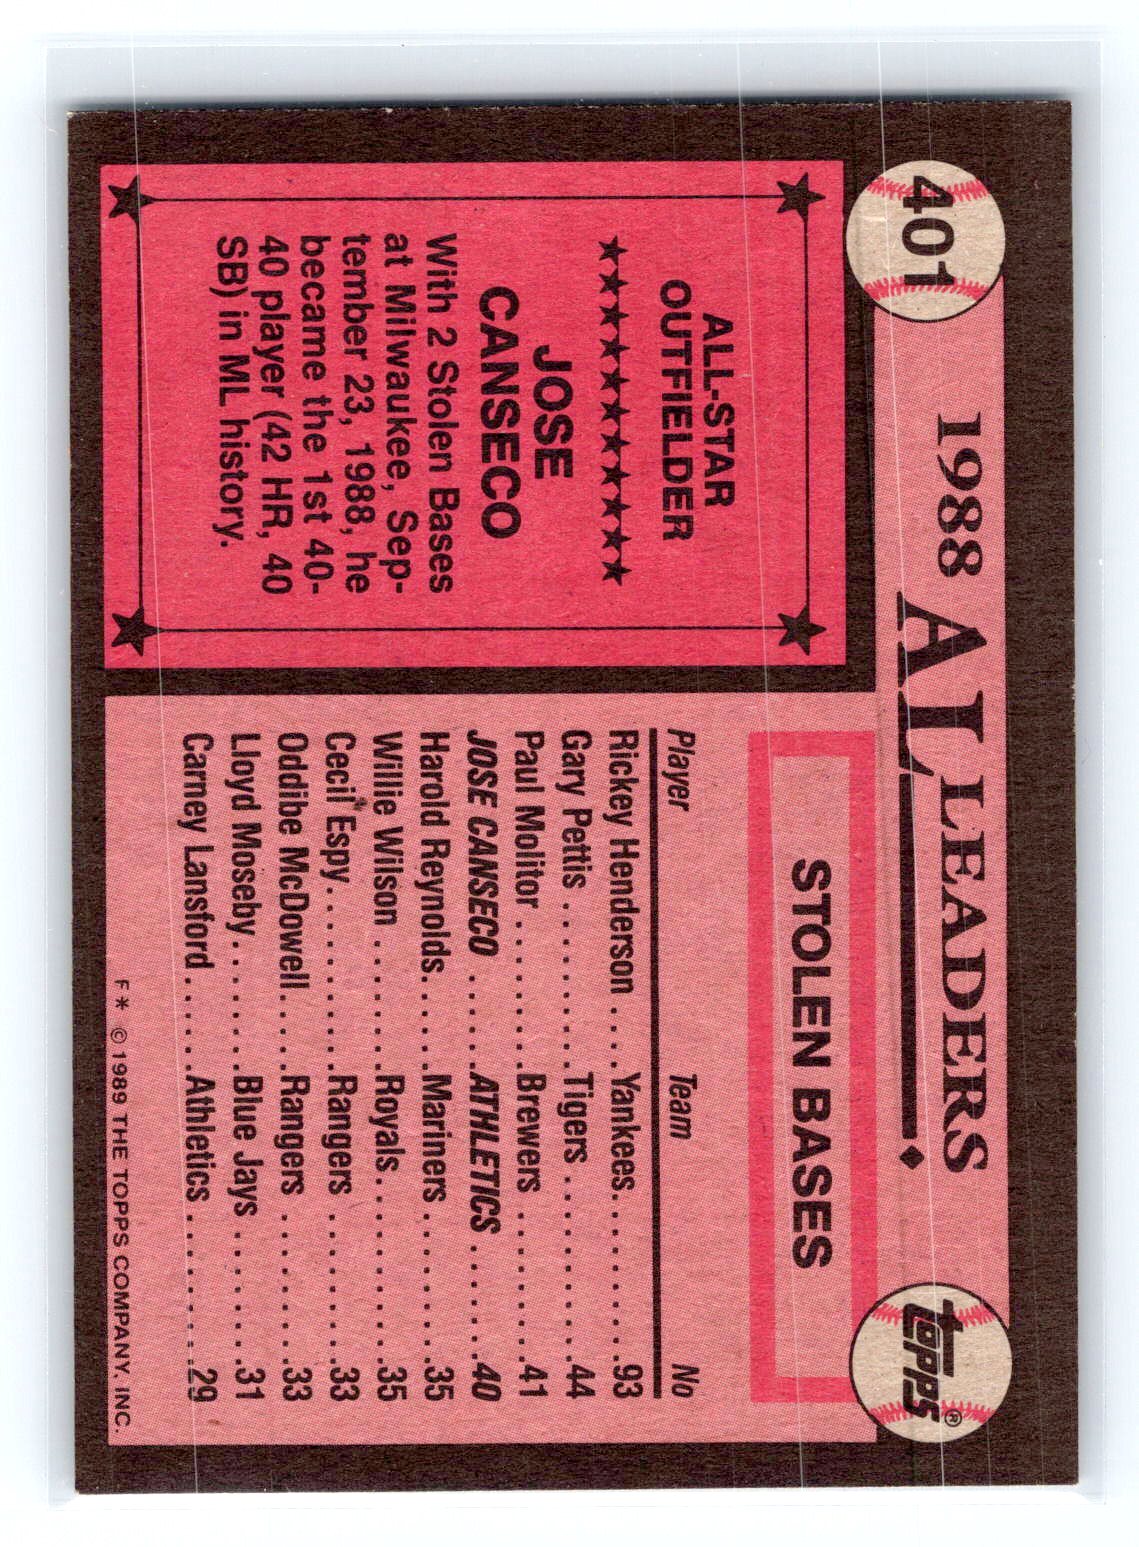 401
1988 AL LEADERS
topps®
ALL-STAR
OUTFIELDER
JOSE
CANSECO
With 2 Stolen Bases
at Milwaukee, Sep-
tember 23, 1988, he
became the 1st 40-
40 player (42 HR, 40
SB) in ML history.
STOLEN BASES
Player Team No
Rickey Henderson ....Yankees........93
Gary Pettis .........Tigers .........44
Paul Molitor .........Brewers ........41
JOSE CANSECO .....ATHLETICS ......40
Harold Reynolds.....Mariners........35
Willie Wilson .......Royals..........35
Cecil Espy..........Rangers ........33
Oddibe McDowell....Rangers ........33
Lloyd Moseby.......Blue Jays .......31
Carney Lansford.....Athletics ........29
F* © 1989 THE TOPPS COMPANY, INC.